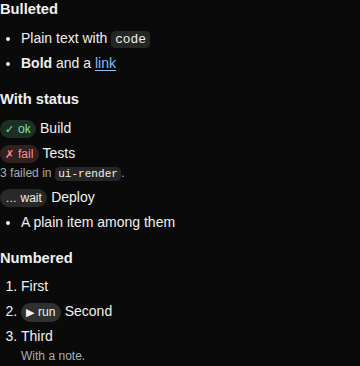 Bulleted
• Plain text with code
• Bold and a link
With status
✓ ok Build
✗ fail Tests
3 failed in ui-render.
… wait Deploy
• A plain item among them
Numbered
1. First
2. ▶ run Second
3. Third
With a note.